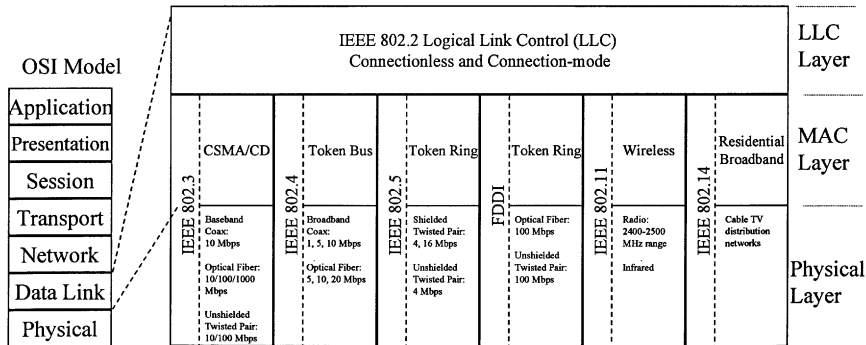 OSI Model
Application
Presentation
Session
Transport
Network
Data Link
Physical
IEEE 802.2 Logical Link Control (LLC)
Connectionless and Connection-mode
LLC
Layer
MAC
Layer
Physical
Layer
IEEE 802.3
CSMA/CD
Baseband
Coax:
10 Mbps
Optical Fiber:
10/100/1000
Mbps
Unshielded
Twisted Pair:
10/100 Mbps
IEEE 802.4
Token Bus
Broadband
Coax:
1, 5, 10 Mbps
Optical Fiber:
5, 10, 20 Mbps
IEEE 802.5
Token Ring
Shielded
Twisted Pair:
4, 16 Mbps
Unshielded
Twisted Pair:
4 Mbps
FDDI
Token Ring
Optical Fiber:
100 Mbps
Unshielded
Twisted Pair:
100 Mbps
IEEE 802.11
Wireless
Radio:
2400-2500
MHz range
Infrared
IEEE 802.14
Residential
Broadband
Cable TV
distribution
networks